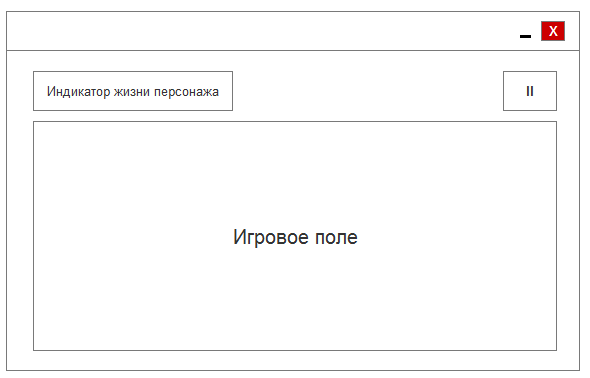 X
Индикатор жизни персонажа
II
Игровое поле